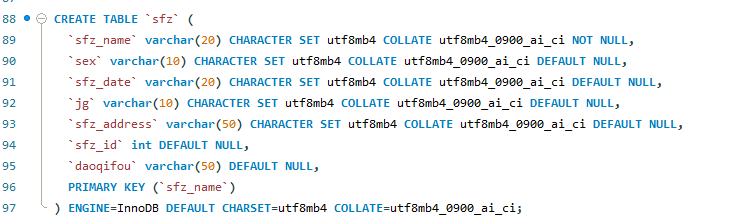 88 CREATE TABLE `sfz` (
89 `sfz_name` varchar(20) CHARACTER SET utf8mb4 COLLATE utf8mb4_0900_ai_ci NOT NULL,
90 `sex` varchar(10) CHARACTER SET utf8mb4 COLLATE utf8mb4_0900_ai_ci DEFAULT NULL,
91 `sfz_date` varchar(20) CHARACTER SET utf8mb4 COLLATE utf8mb4_0900_ai_ci DEFAULT NULL,
92 `jg` varchar(10) CHARACTER SET utf8mb4 COLLATE utf8mb4_0900_ai_ci DEFAULT NULL,
93 `sfz_address` varchar(50) CHARACTER SET utf8mb4 COLLATE utf8mb4_0900_ai_ci DEFAULT NULL,
94 `sfz_id` int DEFAULT NULL,
95 `daoqifou` varchar(50) DEFAULT NULL,
96 PRIMARY KEY (`sfz_name`)
97 ) ENGINE=InnoDB DEFAULT CHARSET=utf8mb4 COLLATE=utf8mb4_0900_ai_ci;